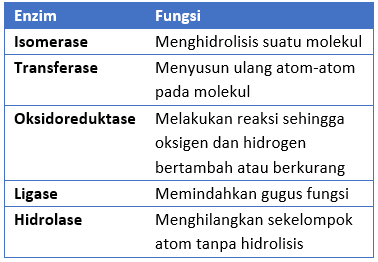 Enzim Fungsi
Isomerase Menghidrolisis suatu molekul
Transferase Menyusun ulang atom-atom
pada molekul
Oksidoreduktase Melakukan reaksi sehingga
oksigen dan hidrogen
bertambah atau berkurang
Ligase Memindahkan gugus fungsi
Hidrolase Menghilangkan sekelompok
atom tanpa hidrolisis